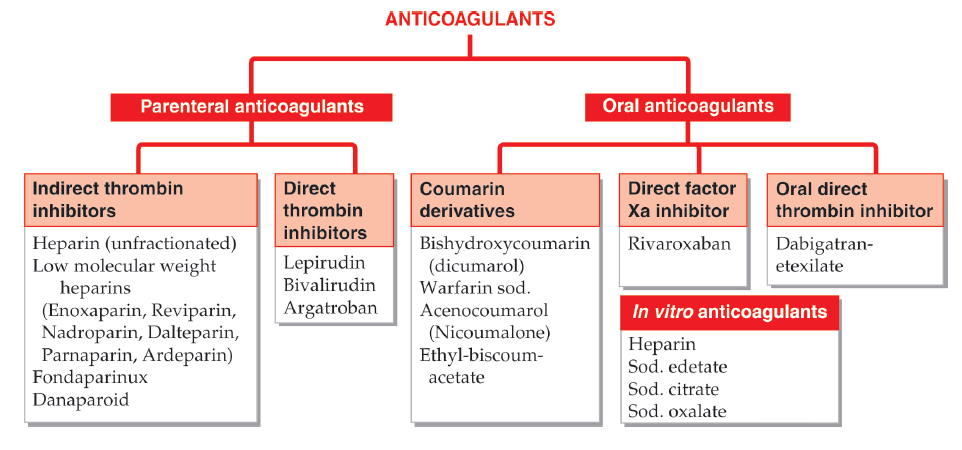 ANTICOAGULANTS
Parenteral anticoagulants
Oral anticoagulants
Indirect thrombin
inhibitors
Heparin (unfractionated)
Low molecular weight
heparins
(Enoxaparin, Reviparin,
Nadroparin, Dalteparin,
Parnaparin, Ardeparin)
Fondaparinux
Danaparoid
Direct
thrombin
inhibitors
Lepirudin
Bivalirudin
Argatroban
Coumarin
derivatives
Bishydroxycoumarin
(dicumarol)
Warfarin sod.
Acenocoumarol
(Nicoumalone)
Ethyl-biscoum-
acetate
Direct factor
Xa inhibitor
Rivaroxaban
Oral direct
thrombin inhibitor
Dabigatran-
etexilate
In vitro anticoagulants
Heparin
Sod. edetate
Sod. citrate
Sod. oxalate